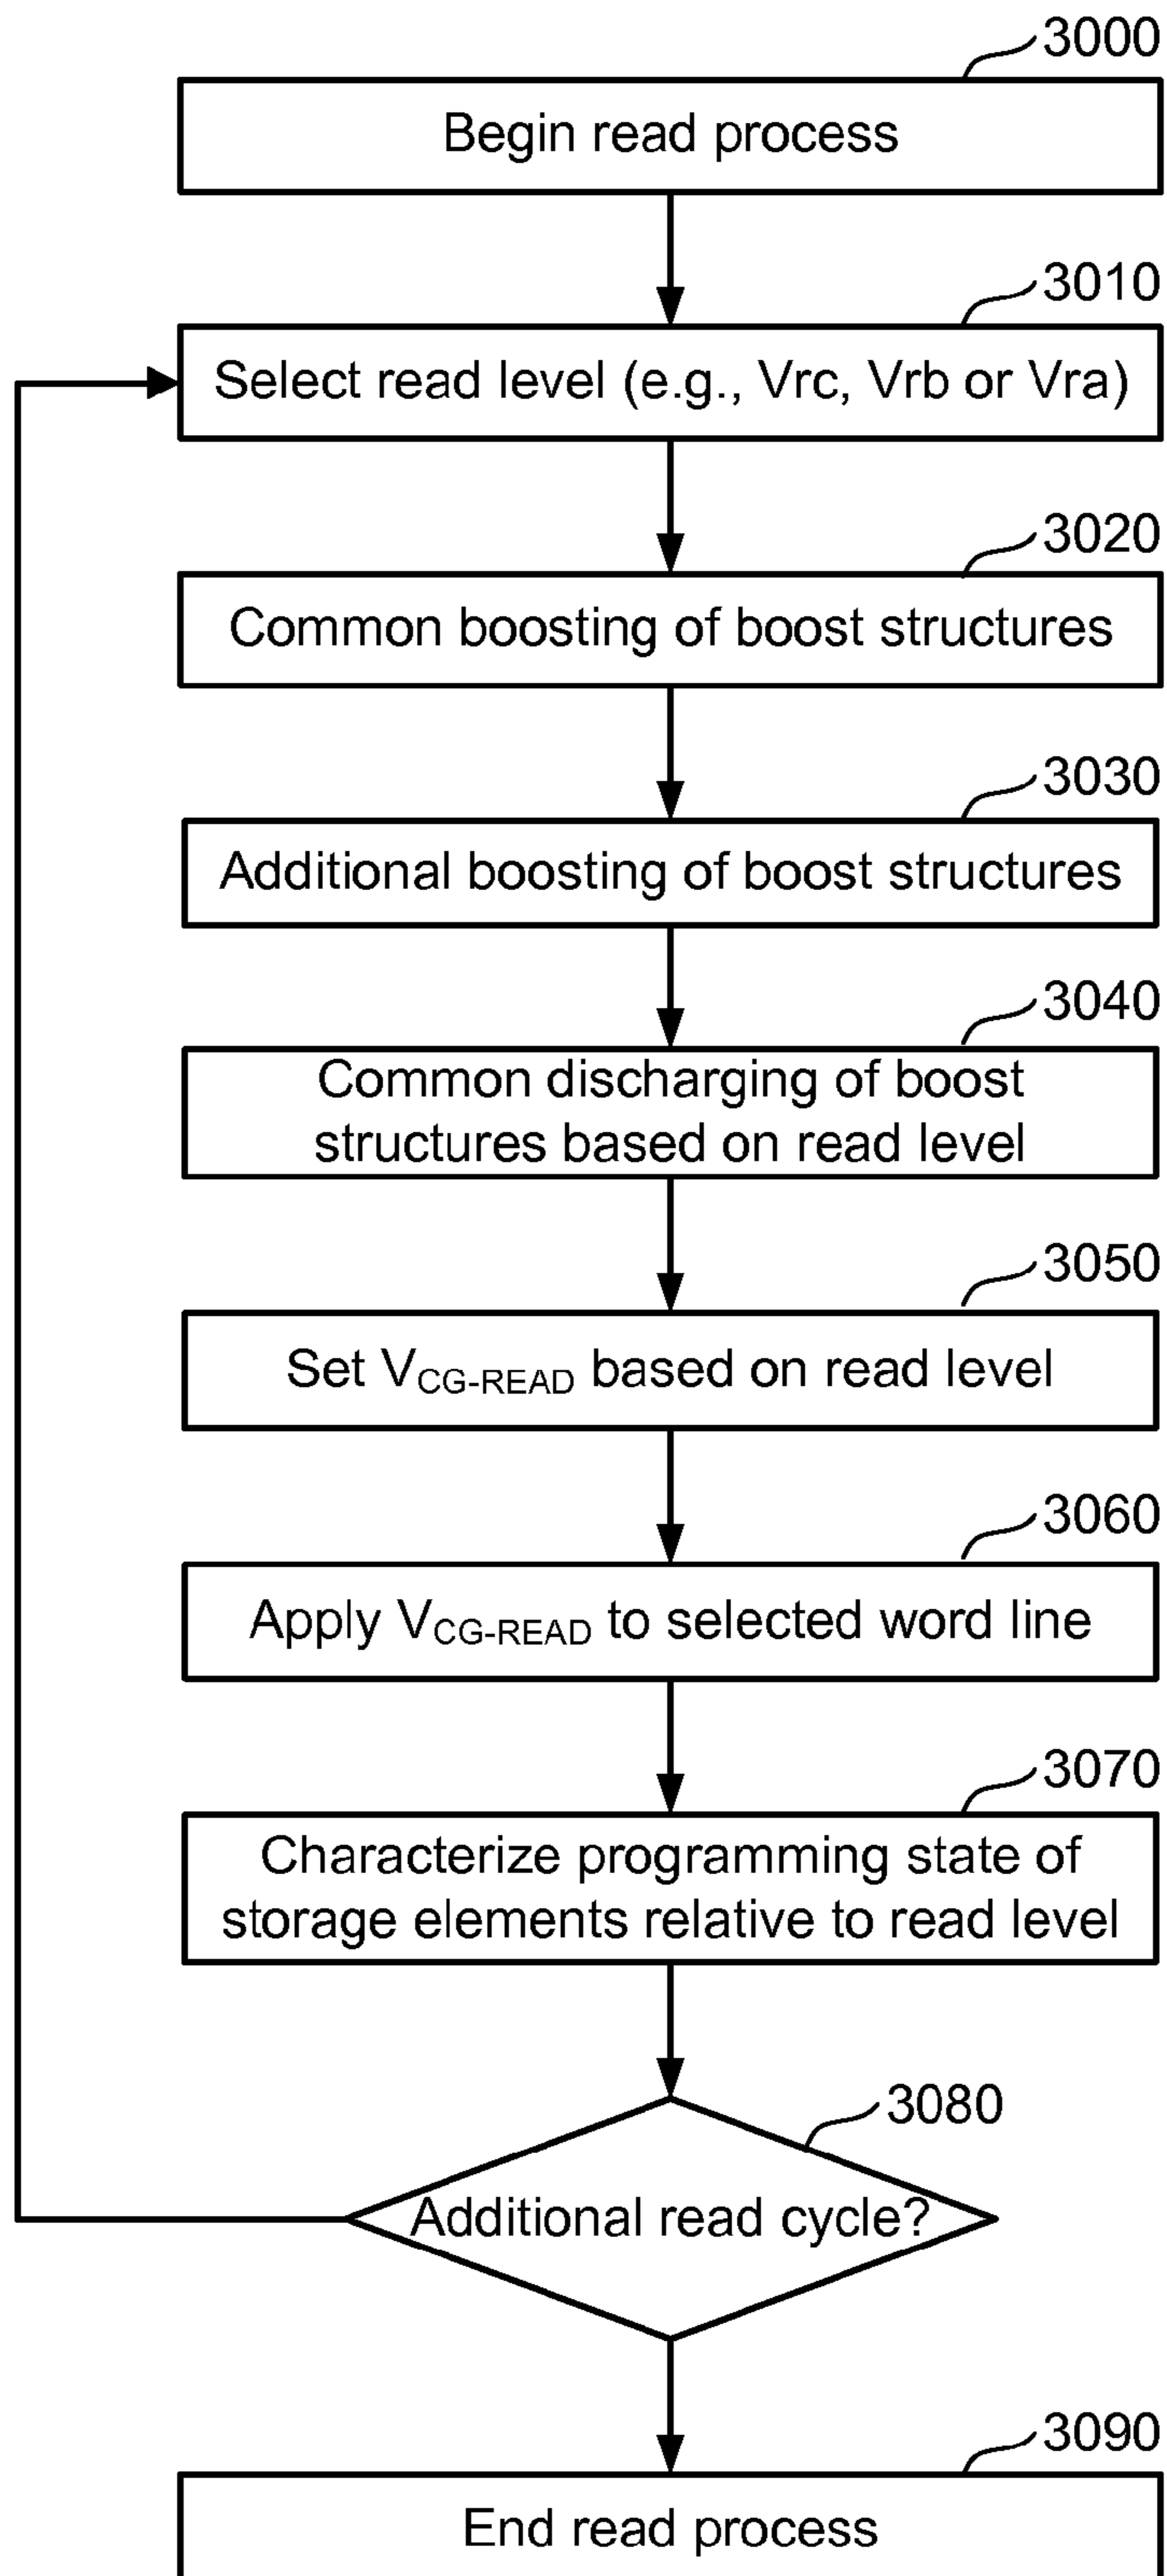 3000
Begin read process
3010
Select read level (e.g., Vrc, Vrb or Vra)
3020
Common boosting of boost structures
3030
Additional boosting of boost structures
3040
Common discharging of boost
structures based on read level
3050
Set VCG-READ based on read level
3060
Apply VCG-READ to selected word line
3070
Characterize programming state of
storage elements relative to read level
3080
Additional read cycle?
3090
End read process